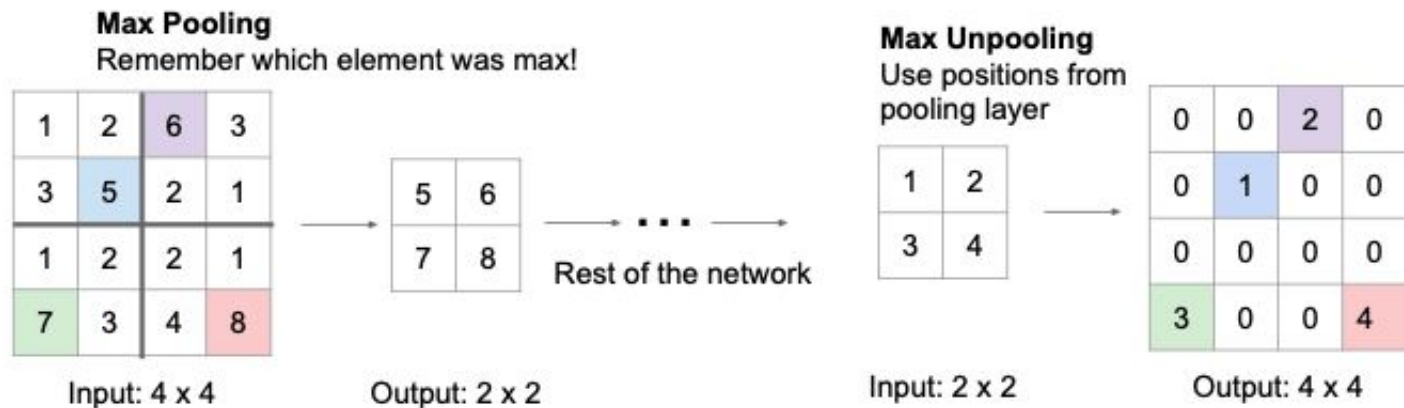 Max Pooling
Remember which element was max!
1 2 6 3
3 5 2 1
1 2 2 1
7 3 4 8
Input: 4 x 4
5 6
7 8
Output: 2 x 2
...
Rest of the network
Max Unpooling
Use positions from
pooling layer
1 2
3 4
Input: 2 x 2
0 0 2 0
0 1 0 0
0 0 0 0
3 0 0 4
Output: 4 x 4